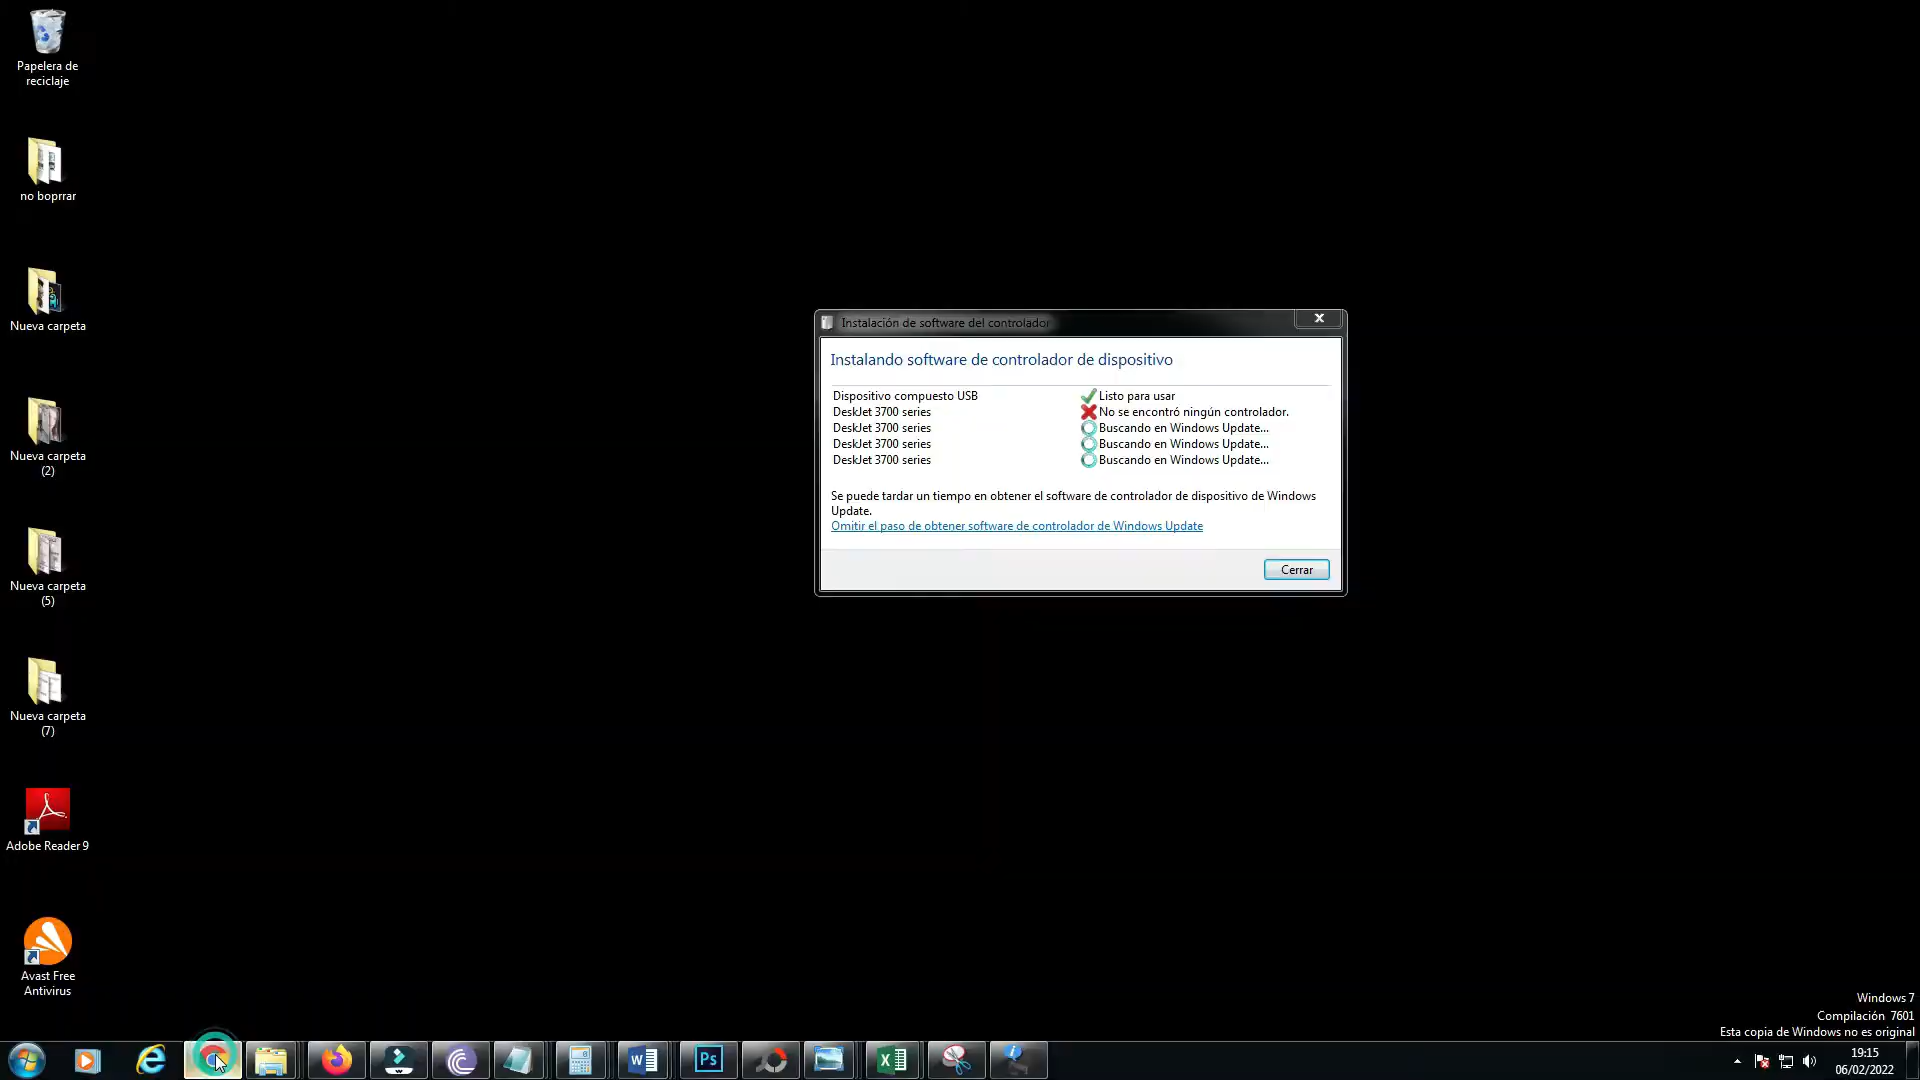 Papelera de
reciclaje
no boprrar
Nueva carpeta
Nueva carpeta
(2)
Nueva carpeta
(5)
Nueva carpeta
(7)
Adobe Reader 9
Avast Free
Antivirus
Instalación de software del controlador
Instalando software de controlador de dispositivo
Dispositivo compuesto USB Listo para usar
DeskJet 3700 series No se encontró ningún controlador.
DeskJet 3700 series Buscando en Windows Update...
DeskJet 3700 series Buscando en Windows Update...
DeskJet 3700 series Buscando en Windows Update...
Se puede tardar un tiempo en obtener el software de controlador de dispositivo de Windows
Update.
Omitir el paso de obtener software de controlador de Windows Update
Cerrar
Windows 7
Compilación 7601
Esta copia de Windows no es original
Ps
19:15
06/02/2022